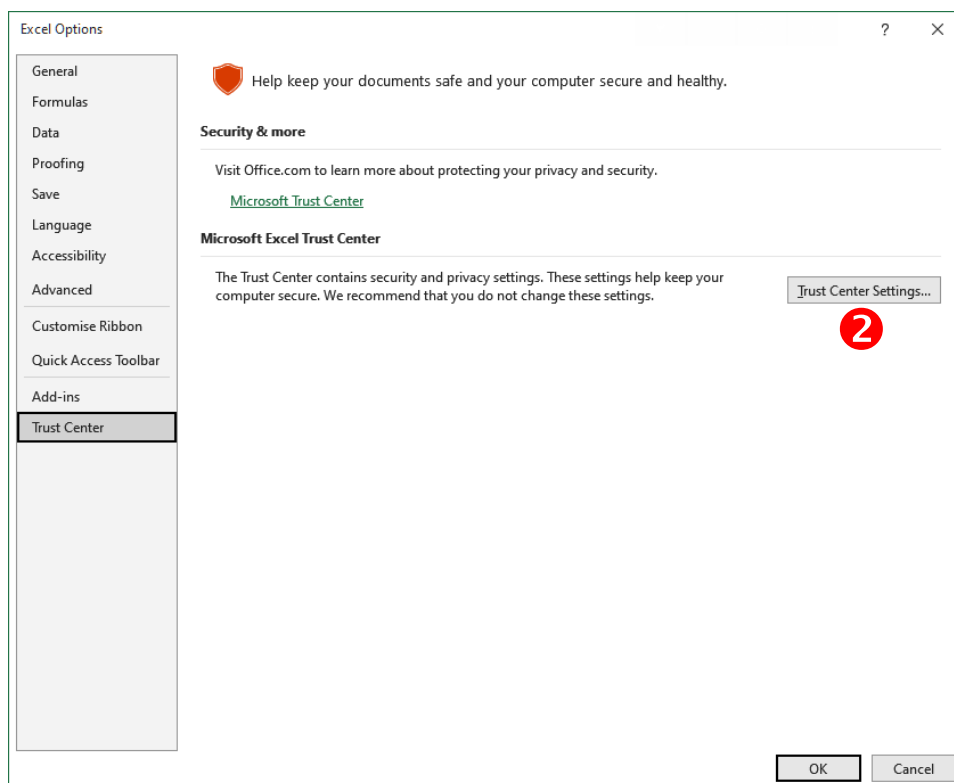 Excel Options
?
General
Formulas
Data
Proofing
Save
Language
Accessibility
Advanced
Customise Ribbon
Quick Access Toolbar
Add-ins
Trust Center
Help keep your documents safe and your computer secure and healthy.
Security & more
Visit Office.com to learn more about protecting your privacy and security.
Microsoft Trust Center
Microsoft Excel Trust Center
The Trust Center contains security and privacy settings. These settings help keep your
computer secure. We recommend that you do not change these settings.
Trust Center Settings...
2
OK
Cancel